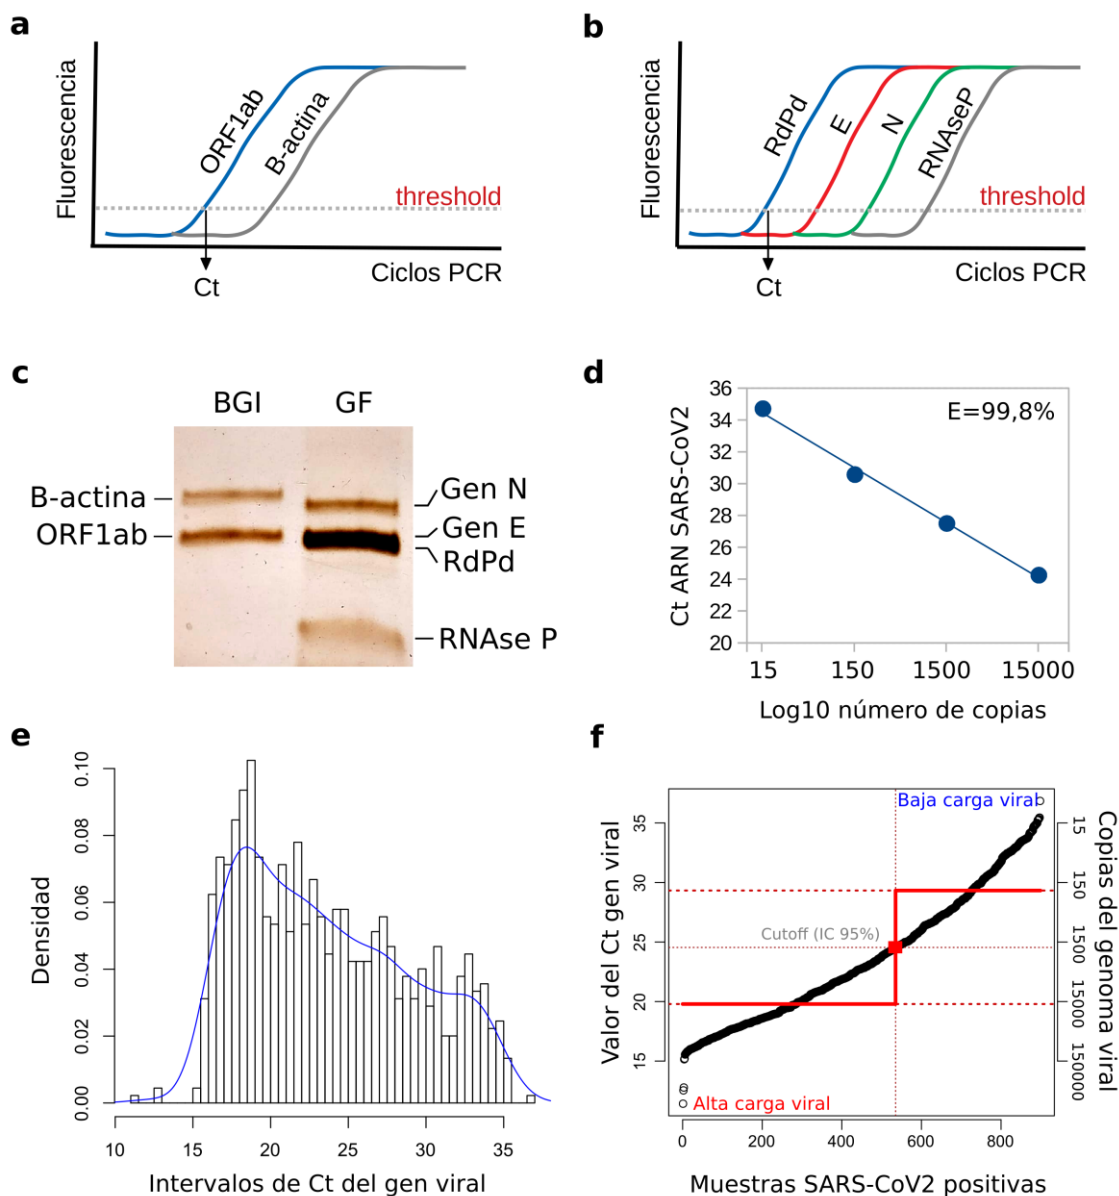 a
Fluorescencia
ORF1ab
B-actina
threshold
Ciclos PCR
Ct
b
Fluorescencia
RdPd
E
N
RNAseP
threshold
Ciclos PCR
Ct
c
BGI GF
B-actina
ORF1ab
Gen N
Gen E
RdPd
RNAse P
d
Ct ARN SARS-CoV2
36
34
32
30
28
26
24
22
20
E=99,8%
15 150 1500 15000
Log10 número de copias
e
Densidad
0.10
0.08
0.06
0.04
0.02
0.00
10 15 20 25 30 35
Intervalos de Ct del gen viral
f
Valor del Ct gen viral
35
30
25
20
15
Baja carga viral
Cutoff (IC 95%)
Alta carga viral
15
150
1500
15000
150000
Copias del genoma viral
0 200 400 600 800
Muestras SARS-CoV2 positivas